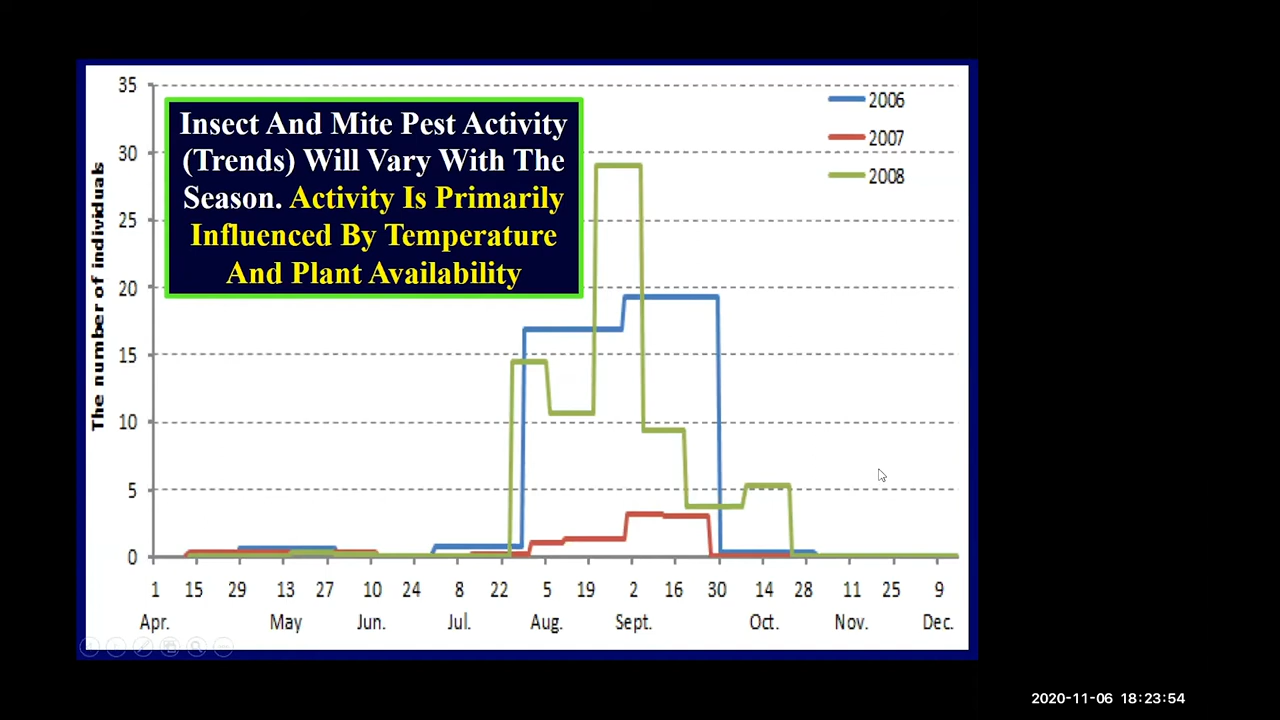 35
30
25
20
15
10
5
0
The number of individuals
Insect And Mite Pest Activity
(Trends) Will Vary With The
Season. Activity Is Primarily
Influenced By Temperature
And Plant Availability
2006
2007
2008
1 15 29 13 27 10 24 8 22 5 19 2 16 30 14 28 11 25 9
Apr. May Jun. Jul. Aug. Sept. Oct. Nov. Dec.
2020-11-06 18:23:54